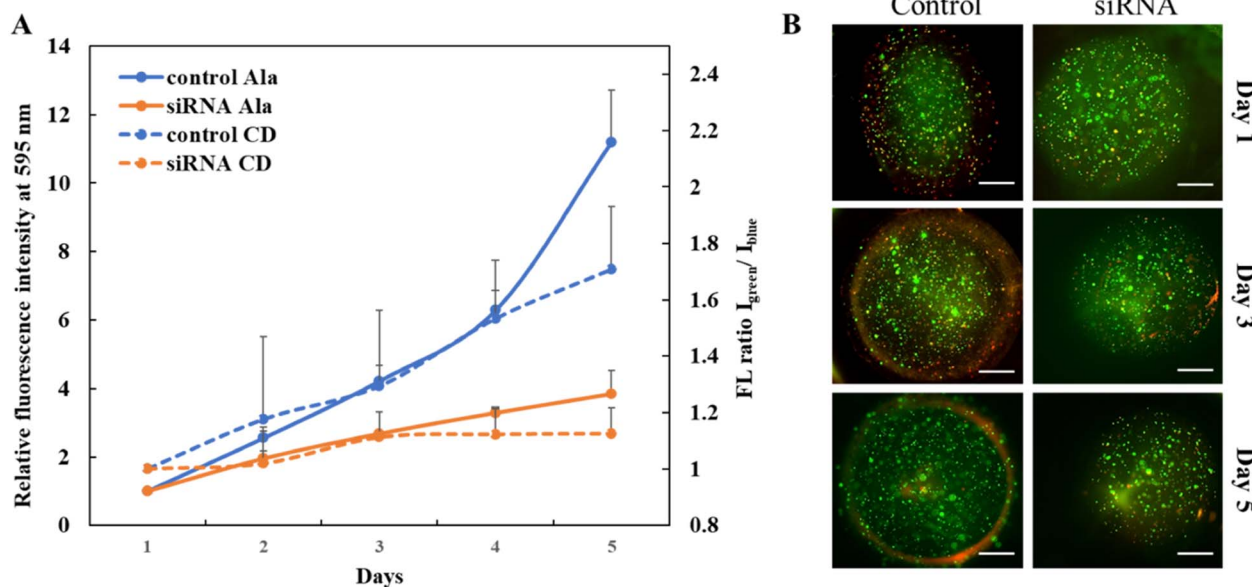 A
Relative fluorescence intensity at 595 nm
14
12
10
8
6
4
2
0
control Ala
siRNA Ala
control CD
siRNA CD
2.4
2.2
2
1.8
1.6
1.4
1.2
1
0.8
FL ratio Igreen/ Iblue
1
2
3
4
5
Days
B
Control
siRNA
Day 1
Day 3
Day 5